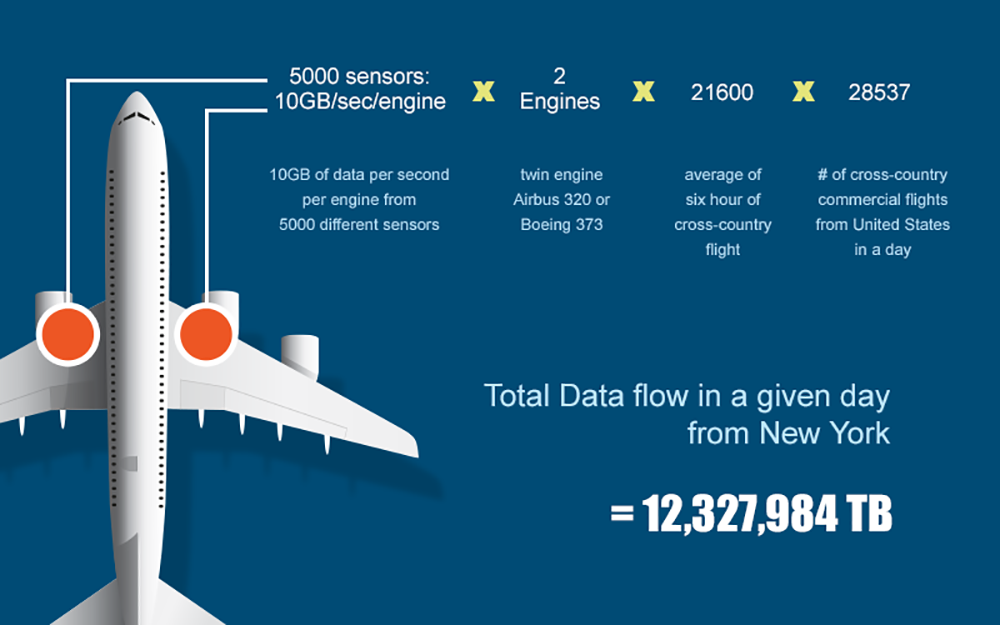 5000 sensors:
10GB/sec/engine
X
2
Engines
X
21600
X
28537
10GB of data per second
per engine from
5000 different sensors
twin engine
Airbus 320 or
Boeing 373
average of
six hour of
cross-country
flight
# of cross-country
commercial flights
from United States
in a day
Total Data flow in a given day
from New York
= 12,327,984 TB